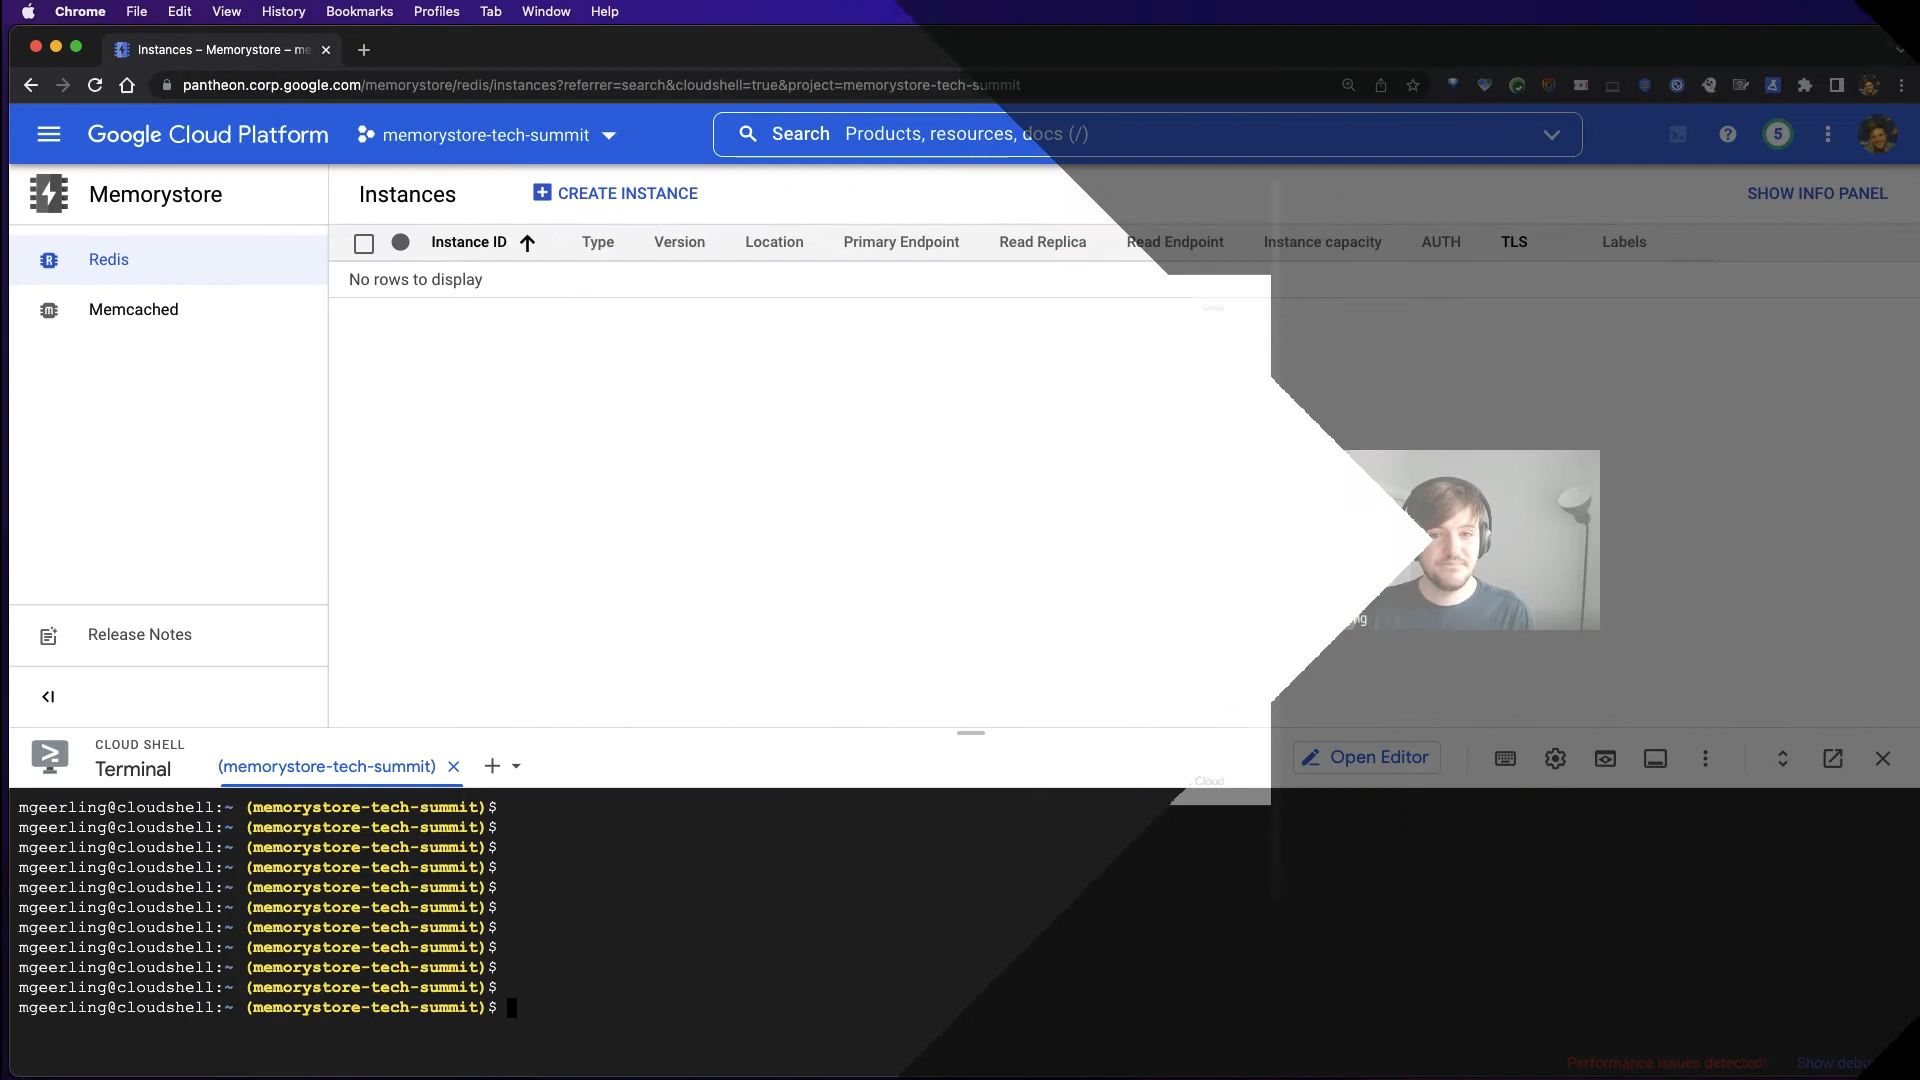 Chrome File Edit View History Bookmarks Profiles Tab Window Help
Instances – Memorystore – me
pantheon.corp.google.com/memorystore/redis/instances?referrer=search&cloudshell=true&project=memorystore-tech-summit
Google Cloud Platform memorystore-tech-summit Search Products, resources, docs (/) 5
Memorystore Instances CREATE INSTANCE SHOW INFO PANEL
Instance ID Type Version Location Primary Endpoint Read Replica Read Endpoint Instance capacity AUTH TLS Labels
Redis
No rows to display
Memcached
Release Notes
CLOUD SHELL
Terminal (memorystore-tech-summit) Open Editor
Cloud
mgeerling@cloudshell:~ (memorystore-tech-summit)$
mgeerling@cloudshell:~ (memorystore-tech-summit)$
mgeerling@cloudshell:~ (memorystore-tech-summit)$
mgeerling@cloudshell:~ (memorystore-tech-summit)$
mgeerling@cloudshell:~ (memorystore-tech-summit)$
mgeerling@cloudshell:~ (memorystore-tech-summit)$
mgeerling@cloudshell:~ (memorystore-tech-summit)$
mgeerling@cloudshell:~ (memorystore-tech-summit)$
mgeerling@cloudshell:~ (memorystore-tech-summit)$
mgeerling@cloudshell:~ (memorystore-tech-summit)$
mgeerling@cloudshell:~ (memorystore-tech-summit)$
Performance issues detected! Show debu